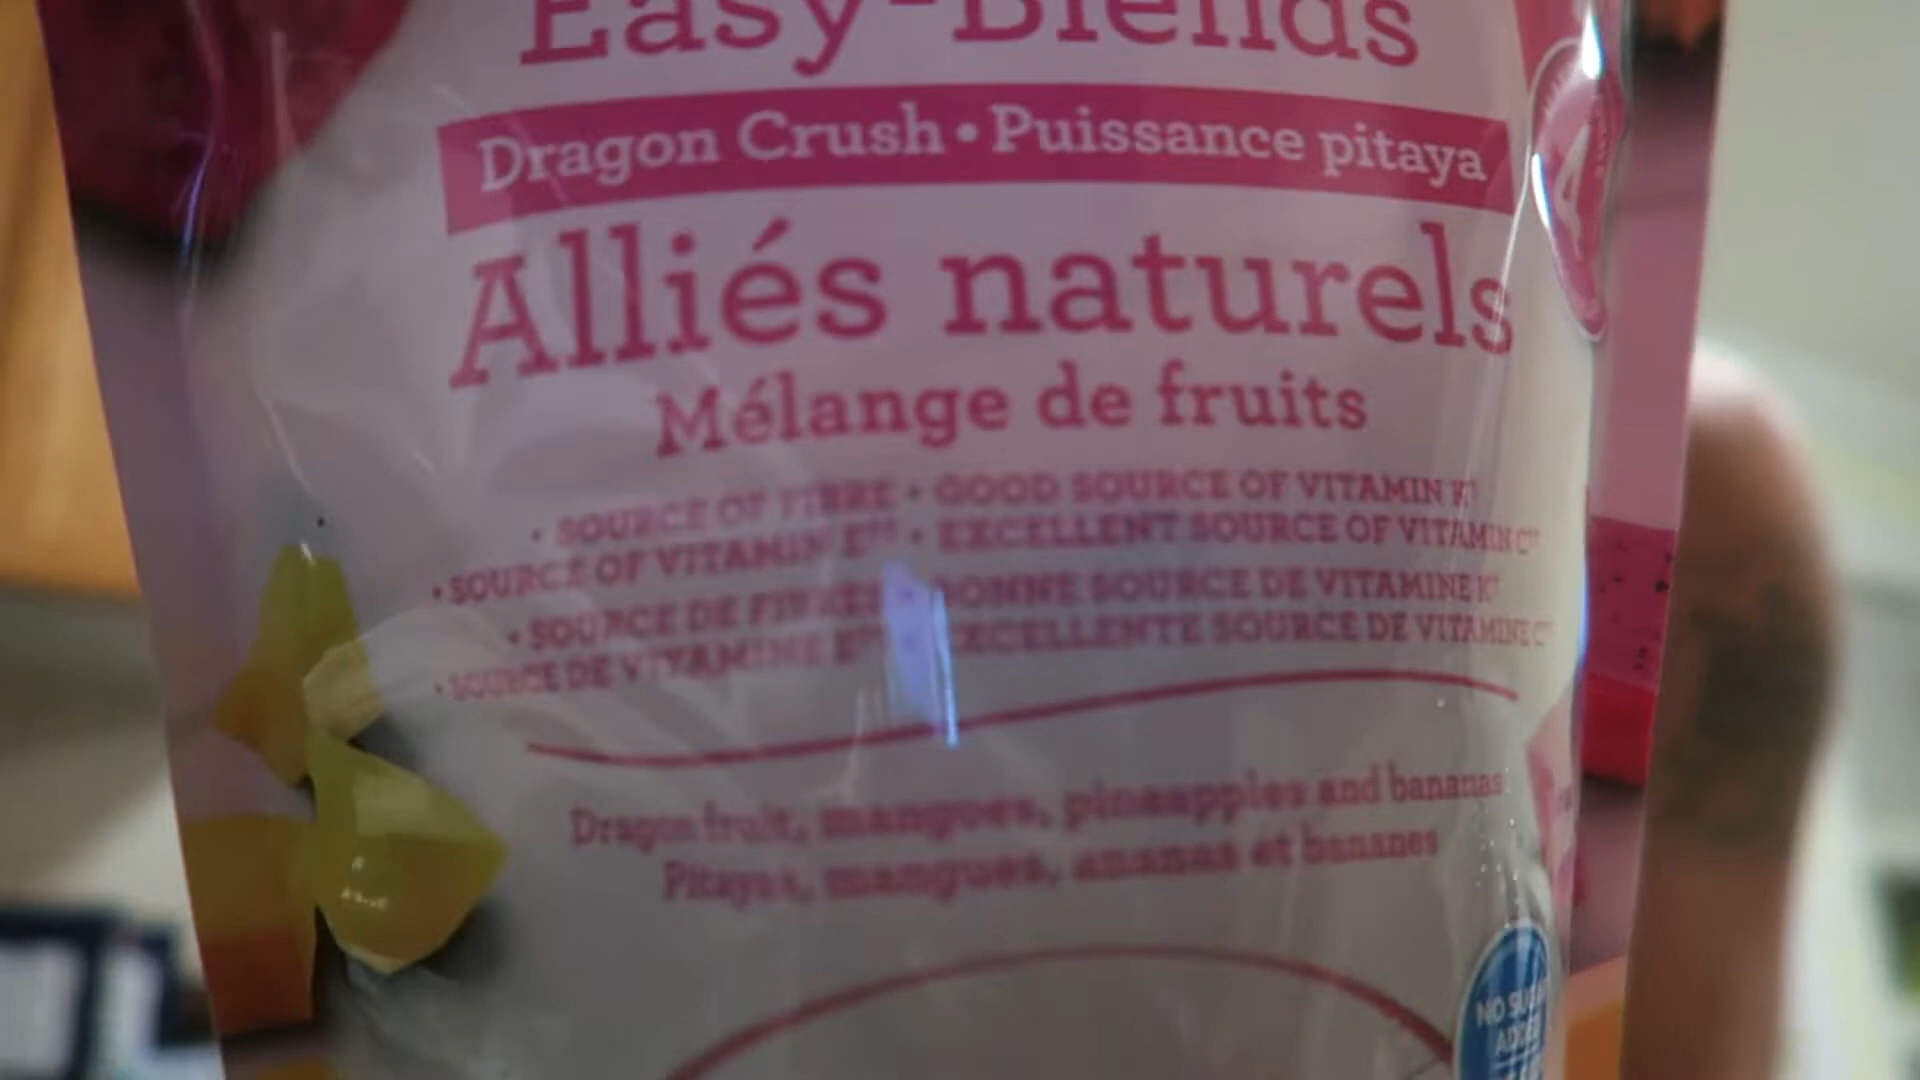 Easy-Blends
Dragon Crush • Puissance pitaya
Alliés naturels
Mélange de fruits
• SOURCE OF FIBRE • GOOD SOURCE OF VITAMIN K†
• SOURCE OF VITAMIN E†† • EXCELLENT SOURCE OF VITAMIN C††
• SOURCE DE FIBRES BONNE SOURCE DE VITAMINE K†
• SOURCE DE VITAMINE E†† EXCELLENTE SOURCE DE VITAMINE C††
Dragon fruit, mangoes, pineapples and bananas
Pitayas, mangues, ananas et bananes
NO SUGAR
ADDED